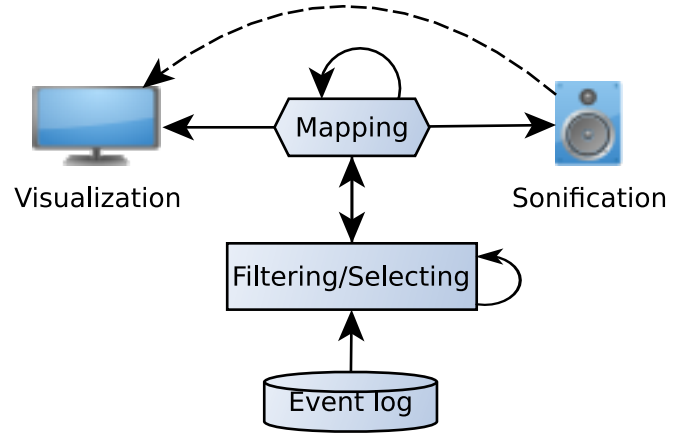 Mapping
Visualization
Sonification
Filtering/Selecting
Event log